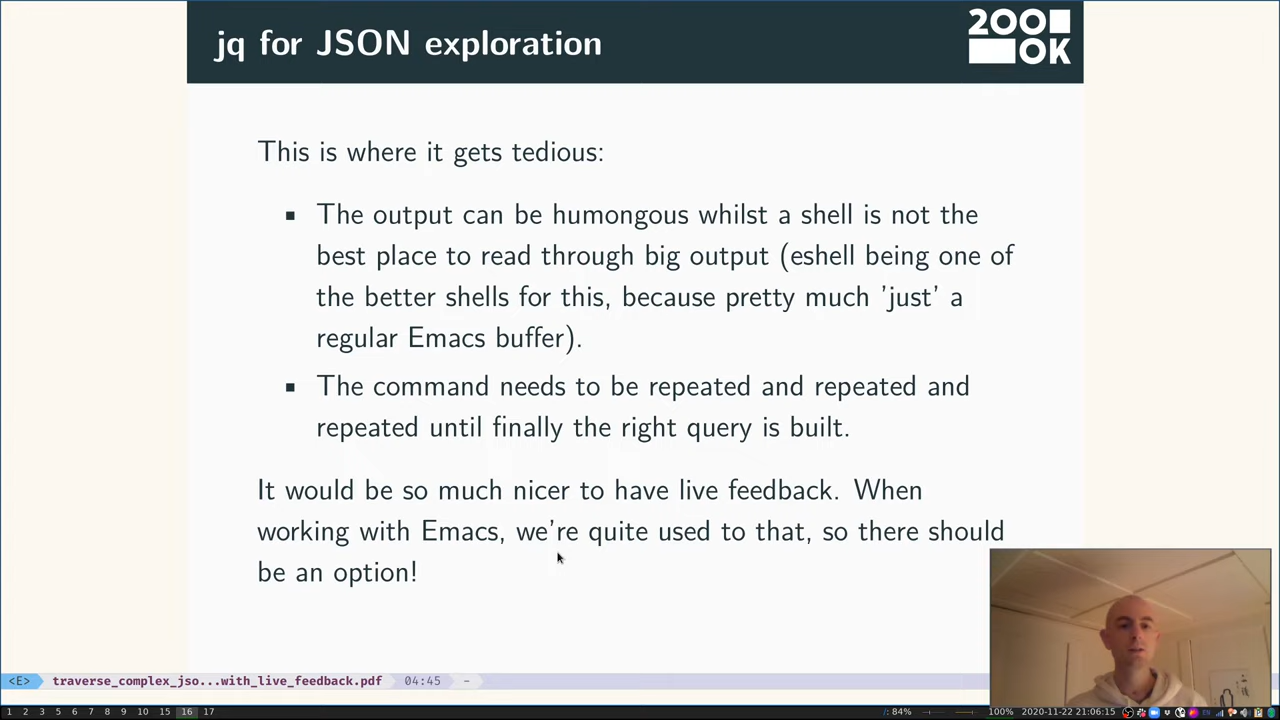 jq for JSON exploration
200
OK
This is where it gets tedious:
▪ The output can be humongous whilst a shell is not the
best place to read through big output (eshell being one of
the better shells for this, because pretty much 'just' a
regular Emacs buffer).
▪ The command needs to be repeated and repeated and
repeated until finally the right query is built.
It would be so much nicer to have live feedback. When
working with Emacs, we're quite used to that, so there should
be an option!
<E> traverse_complex_jso...with_live_feedback.pdf 04:45 -
1 2 3 4 5 6 7 8 9 10 15 16 17 /: 84% 100% 2020-11-22 21:06:15